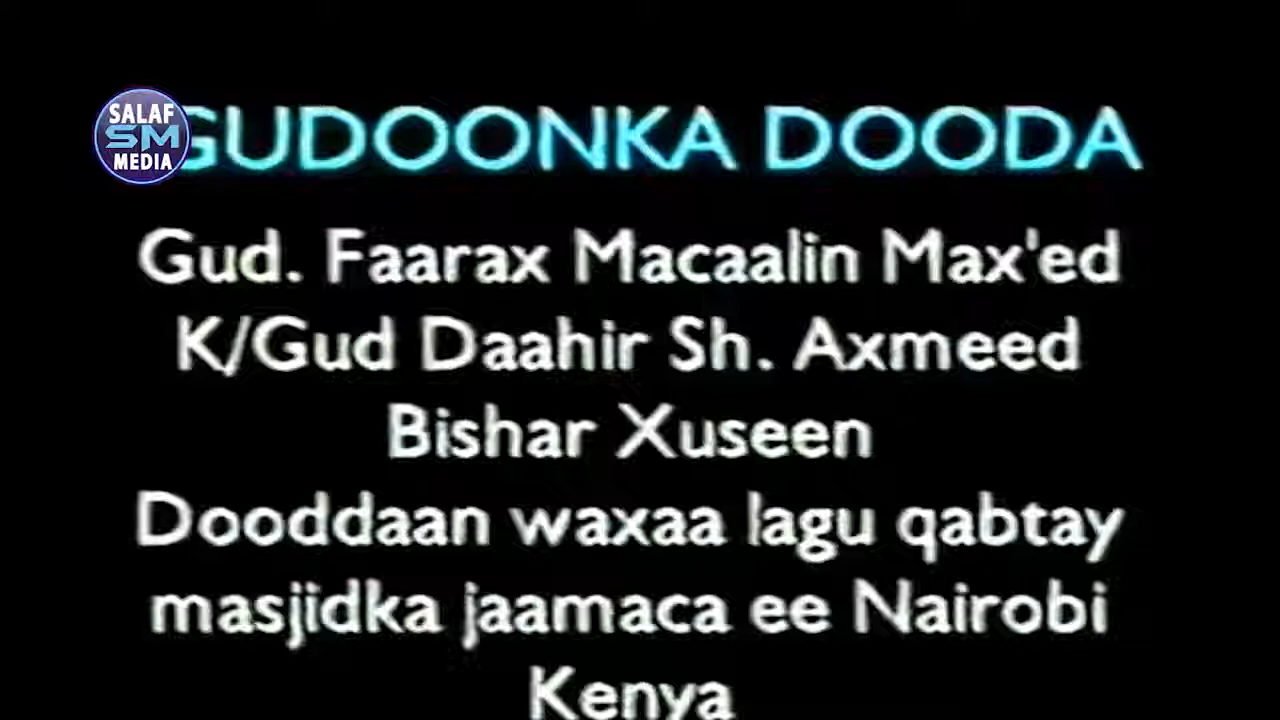 SALAF
SM
MEDIA
GUDOONKA DOODA
Gud. Faarax Macaalin Max'ed
K/Gud Daahir Sh. Axmeed
Bishar Xuseen
Dooddaan waxaa lagu qabtay
masjidka jaamaca ee Nairobi
Kenya